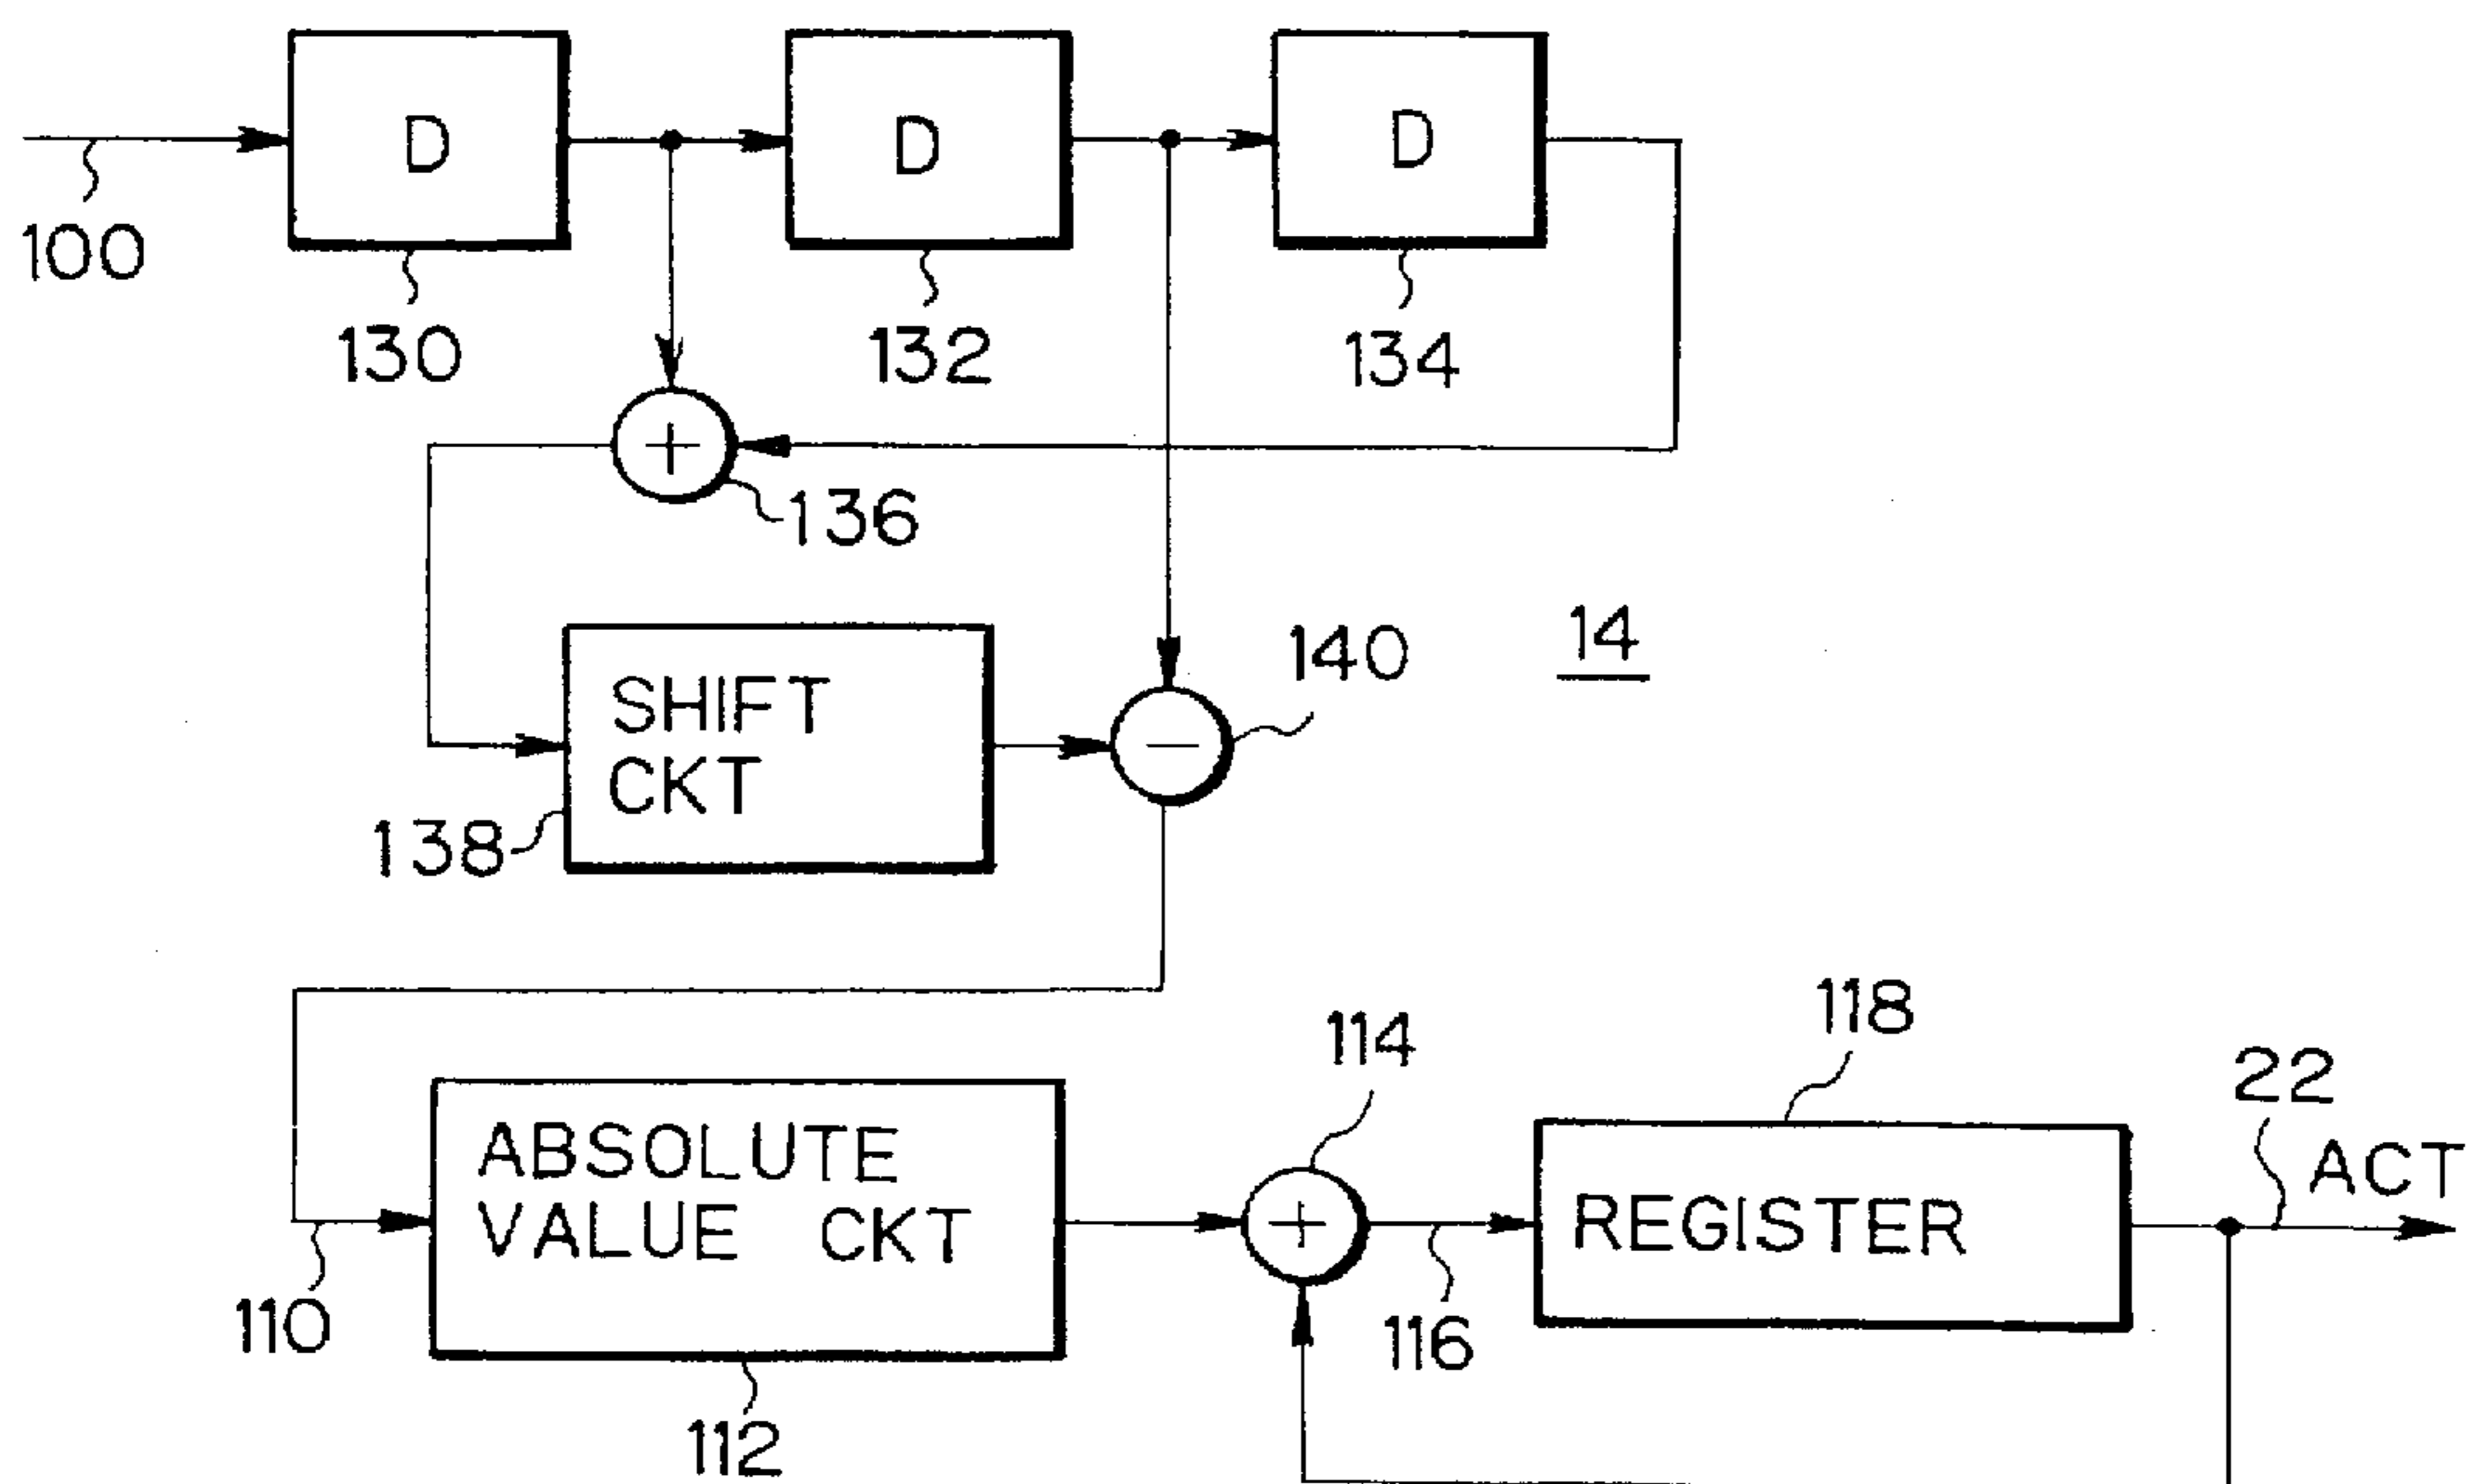 D
D
D
100
130
132
134
+
136
14
140
SHIFT
CKT
−
138
118
114
22
ACT
ABSOLUTE
VALUE CKT
+
REGISTER
110
116
112